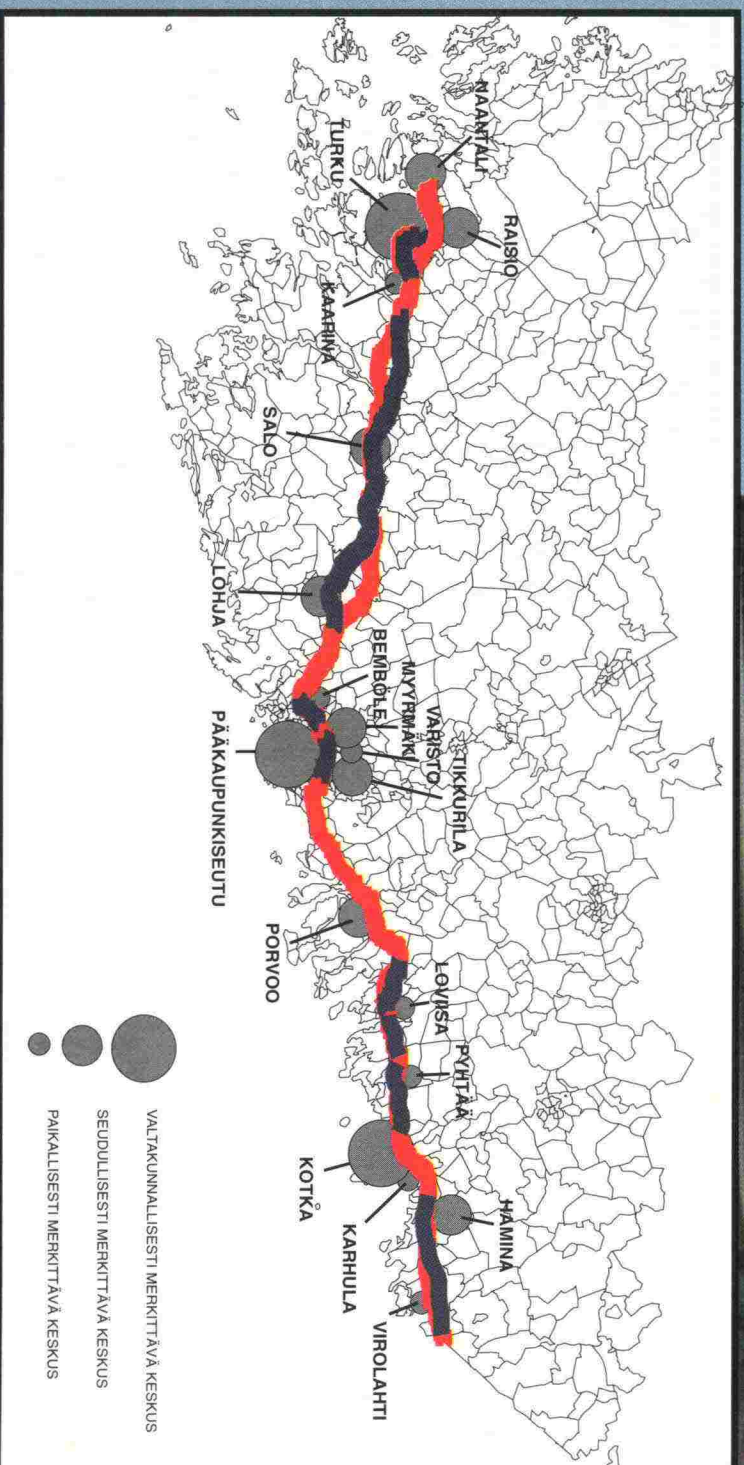 NAANTALI
RAISIO
TURKU
KAARINA
SALO
LOHJA
BEMBÖLE
MYYRMÄKI
VARISTO
TIKKURILA
PÄÄKAUPUNKISEUTU
PORVOO
LOVIISA
PYHTÄÄ
KOTKA
KARHULA
HAMINA
VIROLAHTI
VALTAKUNNALLISESTI MERKITTÄVÄ KESKUS
SEUDULLISESTI MERKITTÄVÄ KESKUS
PAIKALLISESTI MERKITTÄVÄ KESKUS